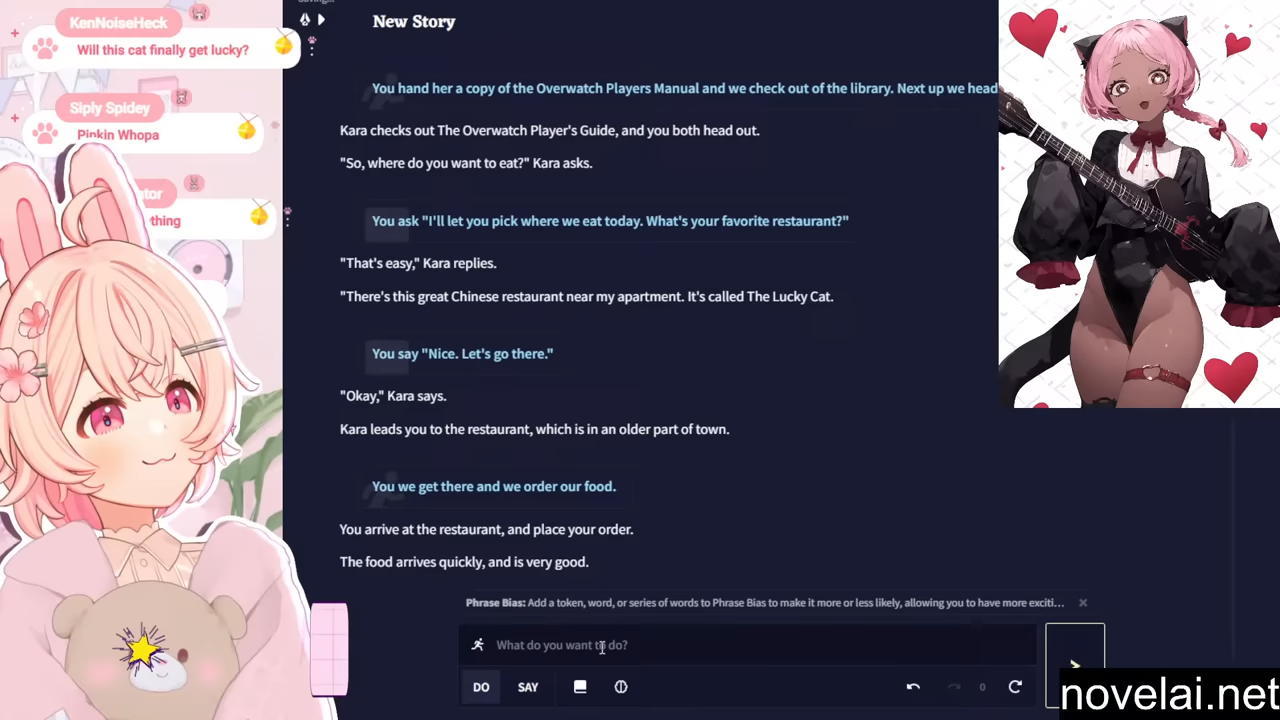 KenNoiseHeck
Will this cat finally get lucky?
Siply Spidey
Pipkin Whopa
New Story
You hand her a copy of the Overwatch Players Manual and we check out of the library. Next up we head
Kara checks out The Overwatch Player's Guide, and you both head out.
"So, where do you want to eat?" Kara asks.
You ask "I'll let you pick where we eat today. What's your favorite restaurant?"
"That's easy," Kara replies.
"There's this great Chinese restaurant near my apartment. It's called The Lucky Cat.
You say "Nice. Let's go there."
"Okay," Kara says.
Kara leads you to the restaurant, which is in an older part of town.
You we get there and we order our food.
You arrive at the restaurant, and place your order.
The food arrives quickly, and is very good.
Phrase Bias: Add a token, word, or series of words to Phrase Bias to make it more or less likely, allowing you to have more exciti...
What do you want to do?
DO SAY
0
novelai.net